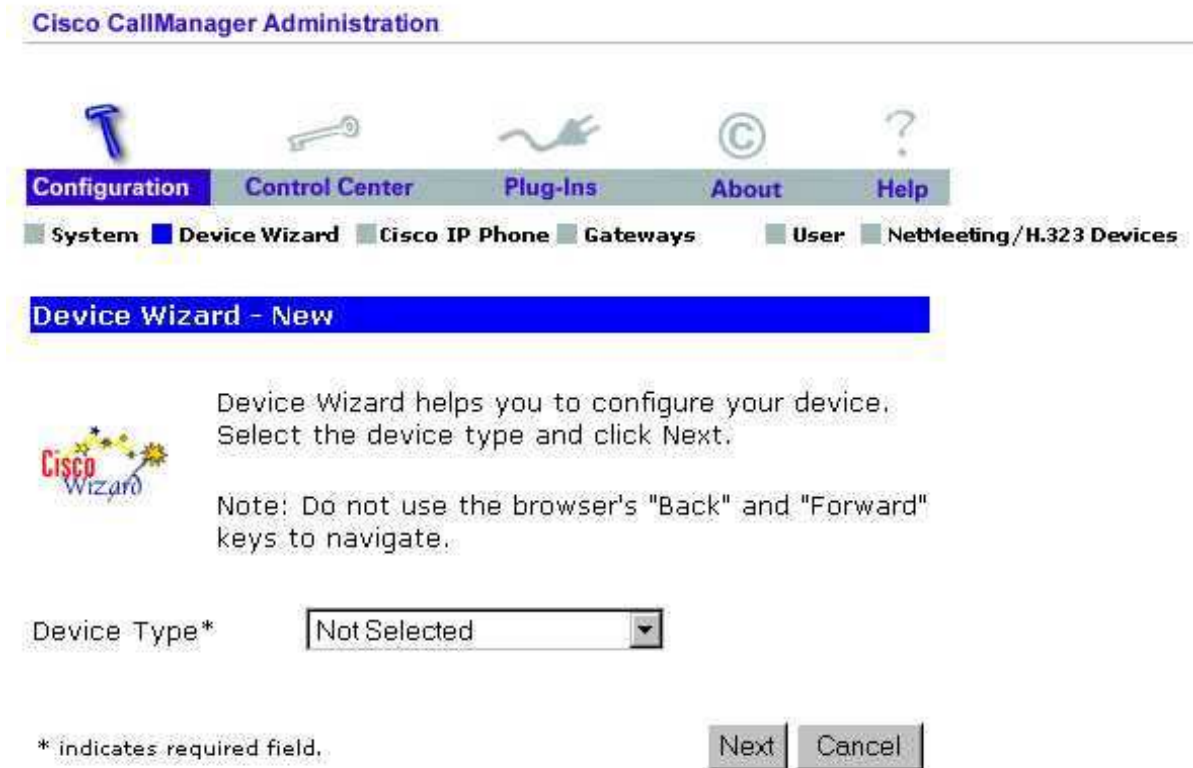 Cisco CallManager Administration
©
?
Configuration Control Center Plug-Ins About Help
System Device Wizard Cisco IP Phone Gateways User NetMeeting/H.323 Devices
Device Wizard - New
Device Wizard helps you to configure your device.
Select the device type and click Next.
Cisco
Wizard
Note: Do not use the browser's "Back" and "Forward"
keys to navigate.
Device Type* Not Selected
* indicates required field. Next Cancel